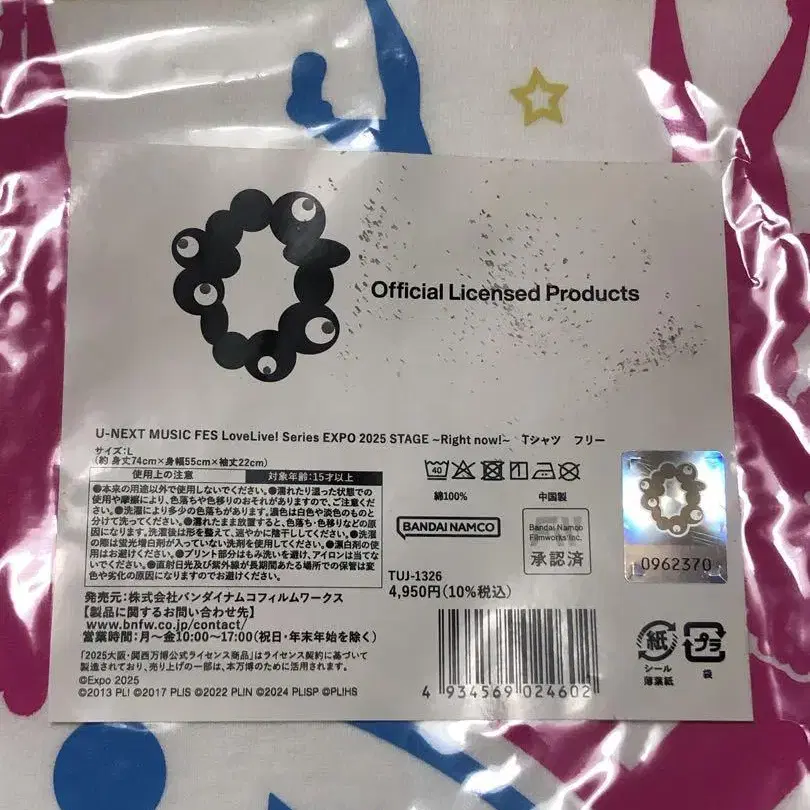 Official Licensed Products
U-NEXT MUSIC FES LoveLive! Series EXPO 2025 STAGE ~Right now!~ Tシャツ フリー
サイズ:L
(約 身丈74cm×身幅55cm×袖丈22cm)
使用上の注意 対象年齢:15才以上
●本来の用途以外で使用しないでください。●濡れたり湿った状態での
使用や摩擦により、色落ちや色移りのおそれがありますので、ご注意くだ
さい。●洗濯により多少の色落ちがあります。濃色は白色や淡色のものと
分けて洗ってください。●濡れたまま放置すると、色落ち・色移りなどの原
因になります。洗濯後は形を整えて、速やかに陰干ししてください。●洗濯
の際は蛍光増白剤が入っていない洗剤を使用してください。●漂白剤の使
用はお避けください。●プリント部分はもみ洗いを避け、アイロンは当てな
いでください。●直射日光及び紫外線が長期間あたる場所での保管は変
色や劣化の原因になりますのでお避けください。
40
綿100% 中国製
BANDAI NAMCO
Bandai Namco
Filmworks Inc.
承認済
0962370
TUJ-1326
4,950円(10%税込)
発売元:株式会社バンダイナムコフィルムワークス
【製品に関するお問い合わせ先】
www.bnfw.co.jp/contact/
営業時間:月〜金10:00〜17:00(祝日・年末年始を除く)
「2025大阪・関西万博公式ライセンス商品」はライセンス契約に基づいて
製造されており、売り上げの一部は、本万博のために活用されます。
©Expo 2025
©2013 PL! ©2017 PL!S ©2022 PL!N ©2024 PL!SP ©PL!HS
4 934569 024602
紙
シール
薄葉紙
プラ
袋